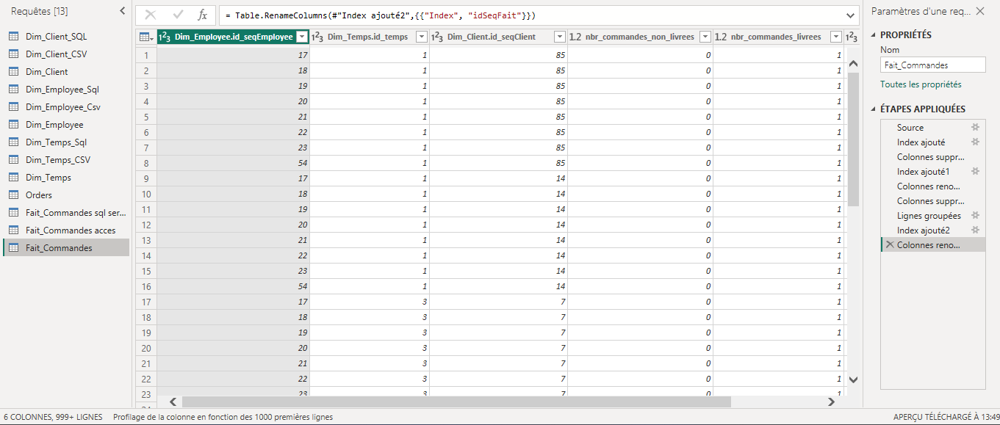 Requêtes [13]
Dim_Client_SQL
Dim_Client_CSV
Dim_Client
Dim_Employee_Sql
Dim_Employee_Csv
Dim_Employee
Dim_Temps_Sql
Dim_Temps_CSV
Dim_Temps
Orders
Fait_Commandes sql ser...
Fait_Commandes acces
Fait_Commandes
fx = Table.RenameColumns(#"Index ajouté2",{{"Index", "idSeqFait"}})
1²3 Dim_Employee.id_seqEmployee 1²3 Dim_Temps.id_temps 1²3 Dim_Client.id_seqClient 1.2 nbr_commandes_non_livrees 1.2 nbr_commandes_livrees 1²3
1 17 1 85 0 1
2 18 1 85 0 1
3 19 1 85 0 1
4 20 1 85 0 1
5 21 1 85 0 1
6 22 1 85 0 1
7 23 1 85 0 1
8 54 1 85 0 1
9 17 1 14 0 1
10 18 1 14 0 1
11 19 1 14 0 1
12 20 1 14 0 1
13 21 1 14 0 1
14 22 1 14 0 1
15 23 1 14 0 1
16 54 1 14 0 1
17 17 3 7 0 1
18 18 3 7 0 1
19 19 3 7 0 1
20 20 3 7 0 1
21 21 3 7 0 1
22 22 3 7 0 1
23 23 3 7 0 1
Paramètres d'une req...
PROPRIÉTÉS
Nom
Fait_Commandes
Toutes les propriétés
ÉTAPES APPLIQUÉES
Source
Index ajouté
Colonnes suppr...
Index ajouté1
Colonnes reno...
Colonnes suppr...
Lignes groupées
Index ajouté2
Colonnes reno...
6 COLONNES, 999+ LIGNES Profilage de la colonne en fonction des 1000 premières lignes
APERÇU TÉLÉCHARGÉ À 13:49